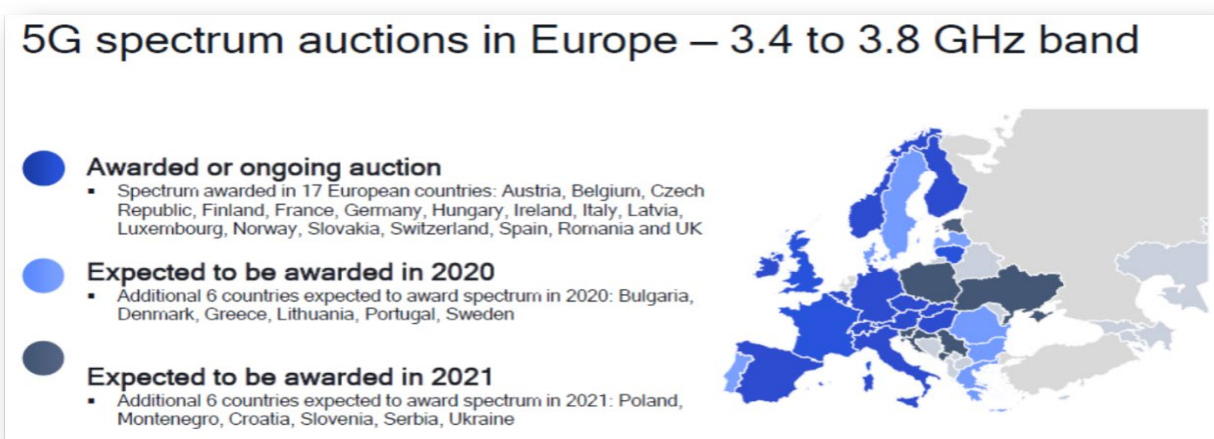 5G spectrum auctions in Europe – 3.4 to 3.8 GHz band
Awarded or ongoing auction
▪ Spectrum awarded in 17 European countries: Austria, Belgium, Czech
Republic, Finland, France, Germany, Hungary, Ireland, Italy, Latvia,
Luxembourg, Norway, Slovakia, Switzerland, Spain, Romania and UK
Expected to be awarded in 2020
▪ Additional 6 countries expected to award spectrum in 2020: Bulgaria,
Denmark, Greece, Lithuania, Portugal, Sweden
Expected to be awarded in 2021
▪ Additional 6 countries expected to award spectrum in 2021: Poland,
Montenegro, Croatia, Slovenia, Serbia, Ukraine